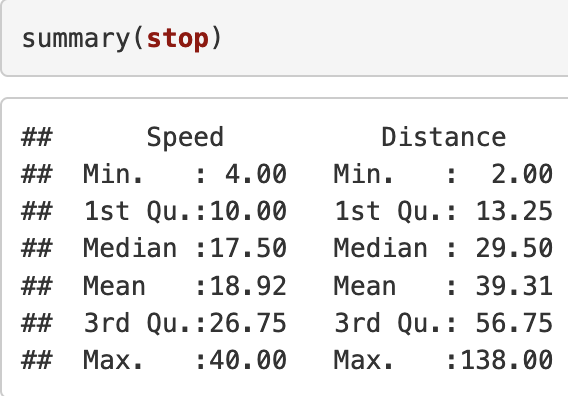 summary(stop)
##      Speed          Distance
##  Min.   : 4.00   Min.   :  2.00
##  1st Qu.:10.00   1st Qu.: 13.25
##  Median :17.50   Median : 29.50
##  Mean   :18.92   Mean   : 39.31
##  3rd Qu.:26.75   3rd Qu.: 56.75
##  Max.   :40.00   Max.   :138.00